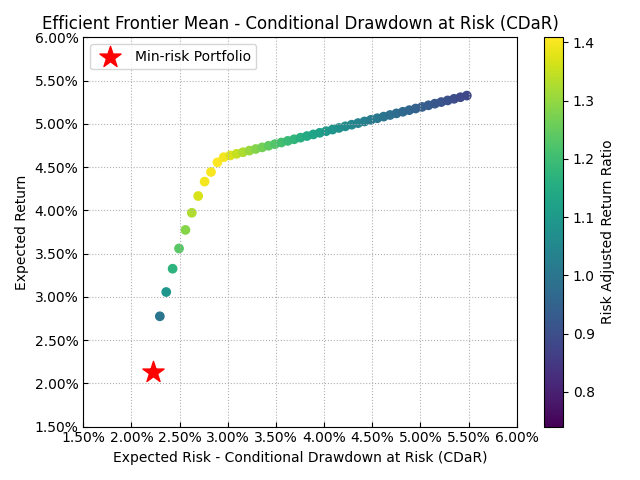 Efficient Frontier Mean - Conditional Drawdown at Risk (CDaR)
Min-risk Portfolio
6.00%
5.50%
5.00%
4.50%
4.00%
3.50%
3.00%
2.50%
2.00%
1.50%
Expected Return
1.50% 2.00% 2.50% 3.00% 3.50% 4.00% 4.50% 5.00% 5.50% 6.00%
Expected Risk - Conditional Drawdown at Risk (CDaR)
1.4
1.3
1.2
1.1
1.0
0.9
0.8
Risk Adjusted Return Ratio